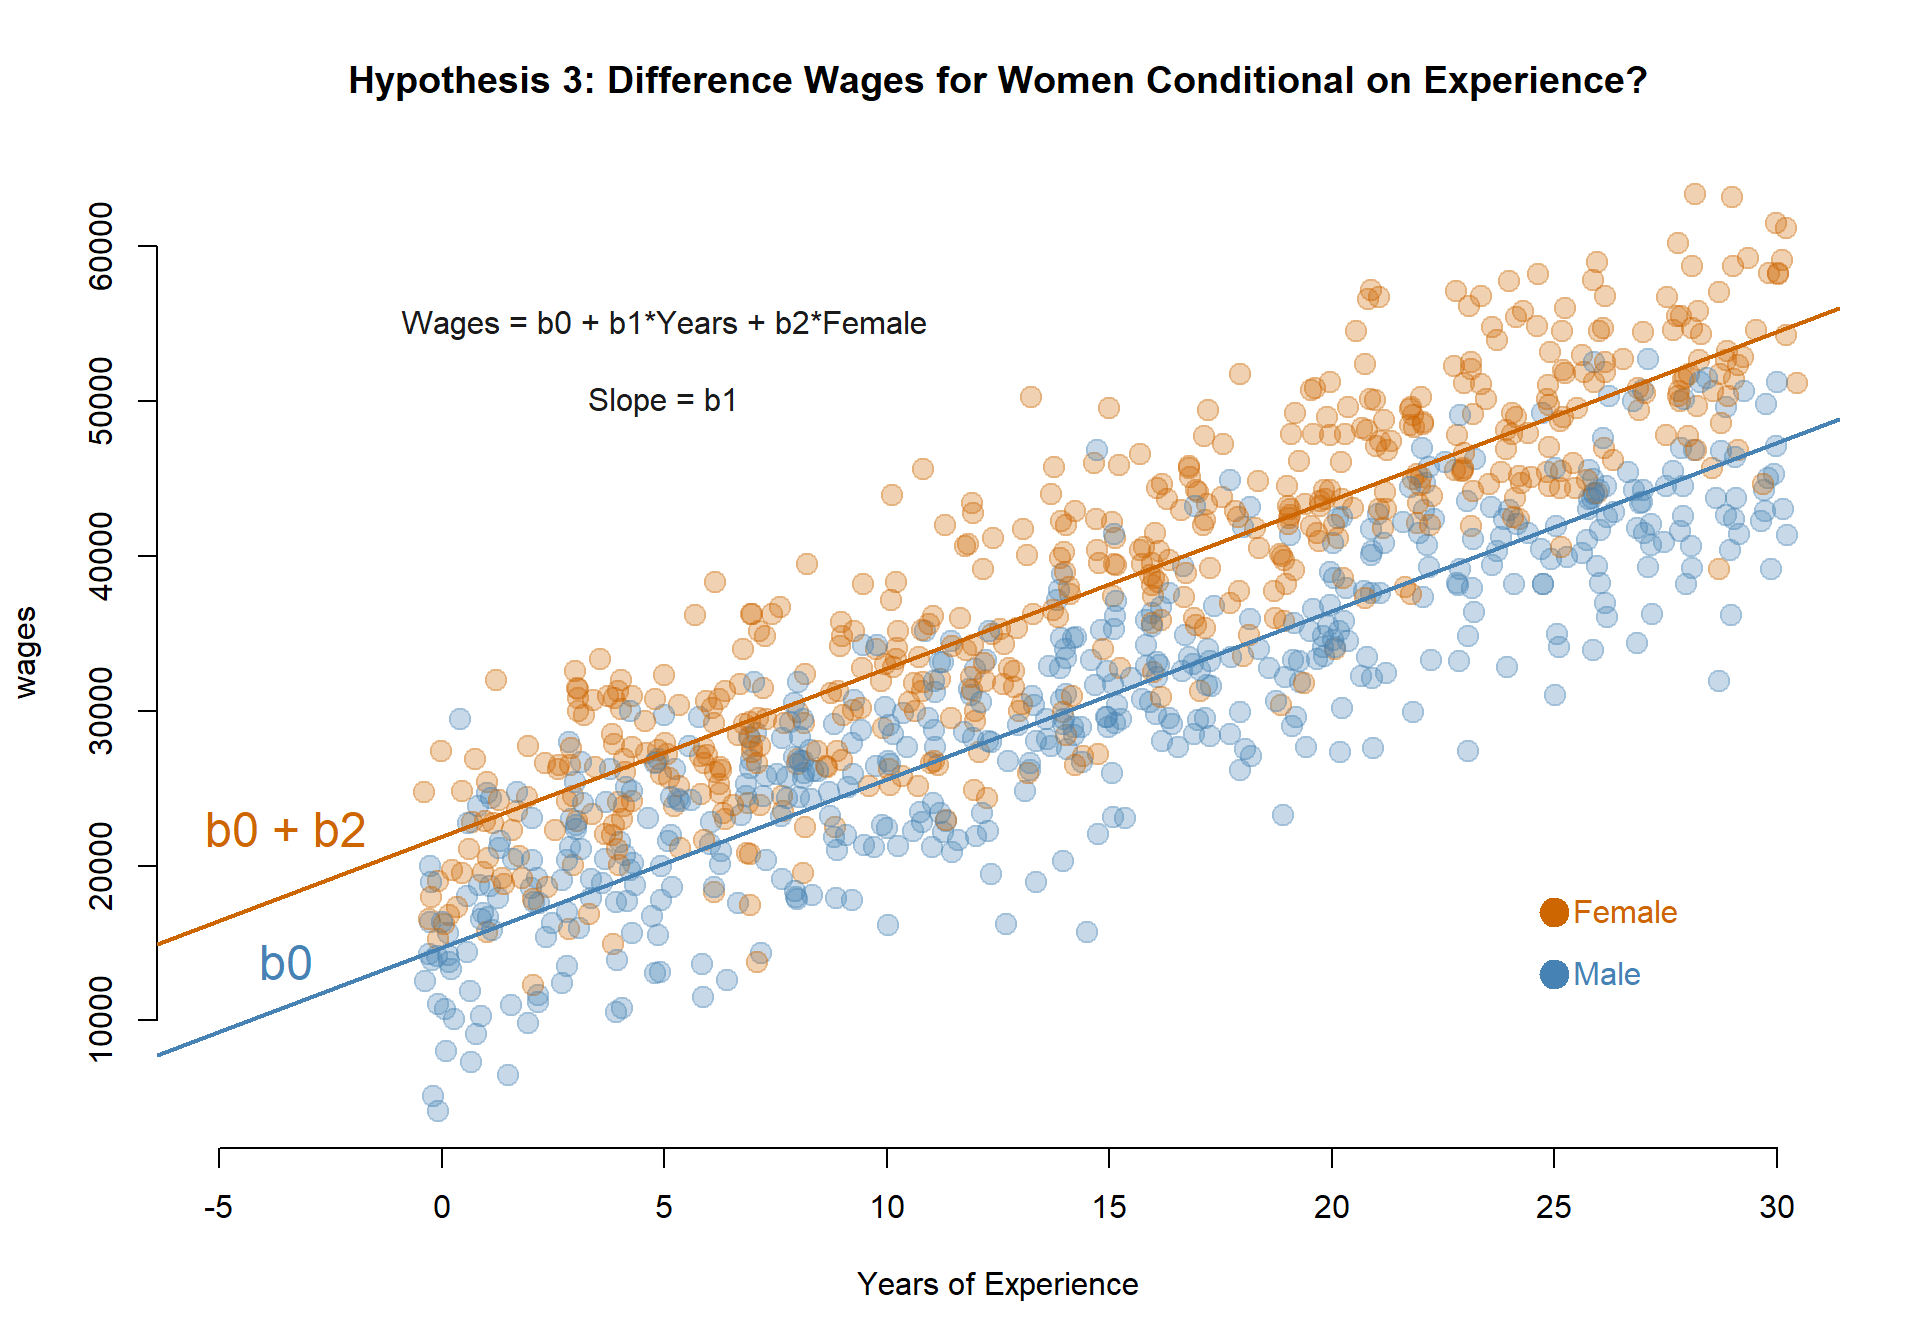 Hypothesis 3: Difference Wages for Women Conditional on Experience?
60000
50000
40000
30000
20000
10000
wages
Wages = b0 + b1*Years + b2*Female
Slope = b1
b0 + b2
b0
Female
Male
-5 0 5 10 15 20 25 30
Years of Experience